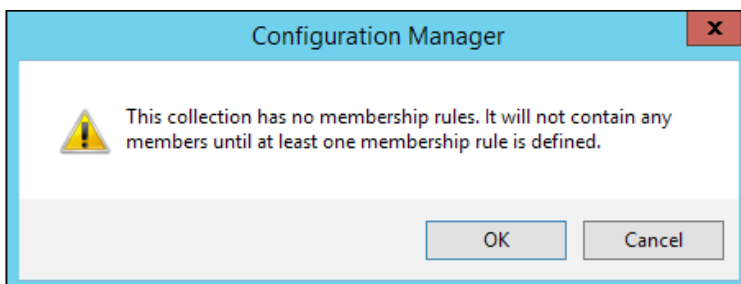 Configuration Manager
x
This collection has no membership rules. It will not contain any
members until at least one membership rule is defined.
OK
Cancel